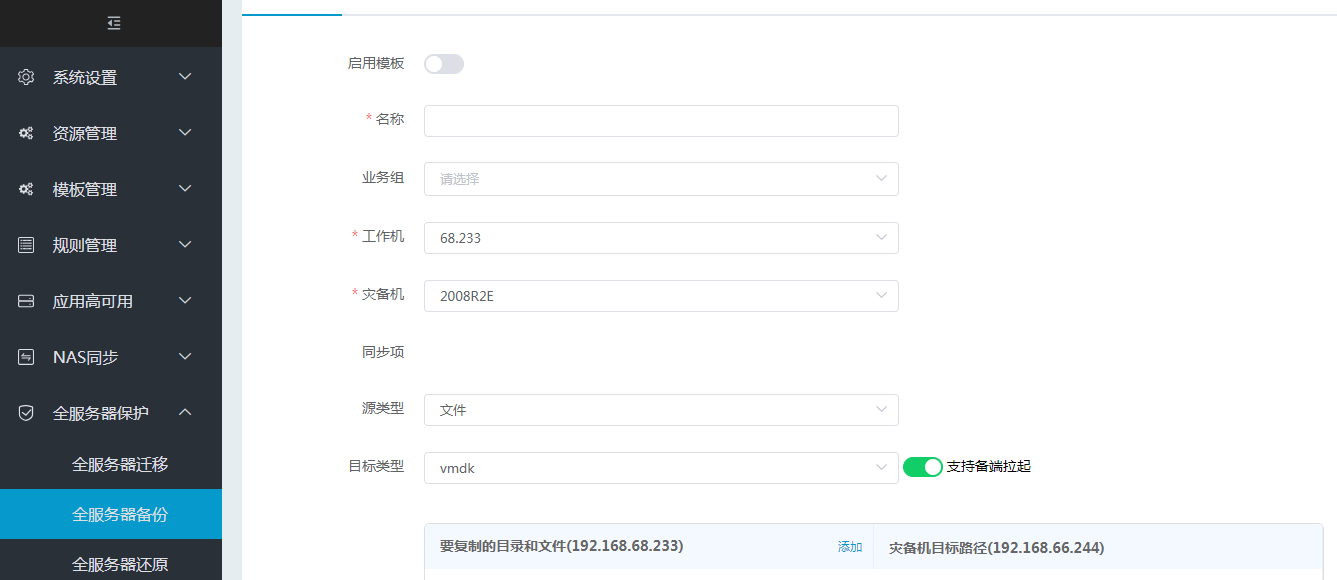 系统设置
资源管理
模板管理
规则管理
应用高可用
NAS同步
全服务器保护
全服务器迁移
全服务器备份
全服务器还原
启用模板
* 名称
业务组 请选择
* 工作机 68.233
* 灾备机 2008R2E
同步项
源类型 文件
目标类型 vmdk 支持备端拉起
要复制的目录和文件(192.168.68.233) 添加 灾备机目标路径(192.168.66.244)